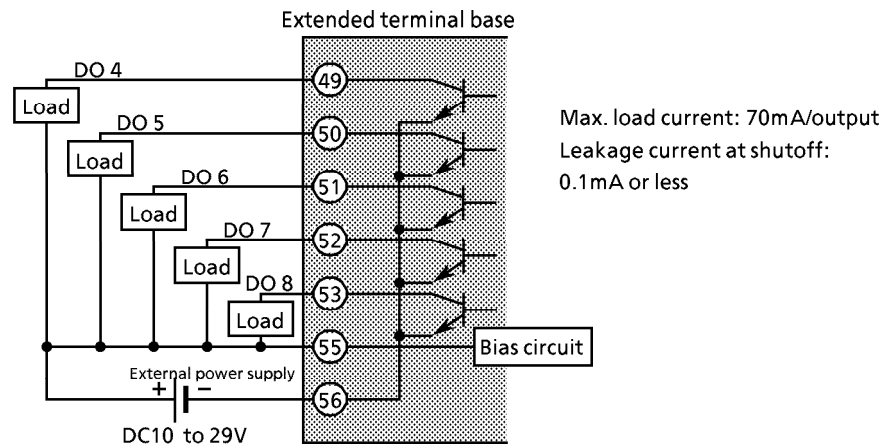 Extended terminal base
DO 4
49
Load
Max. load current: 70mA/output
DO 5
50
Load
Leakage current at shutoff:
DO 6
51
0.1mA or less
Load
DO 7
52
Load
DO 8
53
Load
55
Bias circuit
External power supply
+
−
56
DC10 to 29V